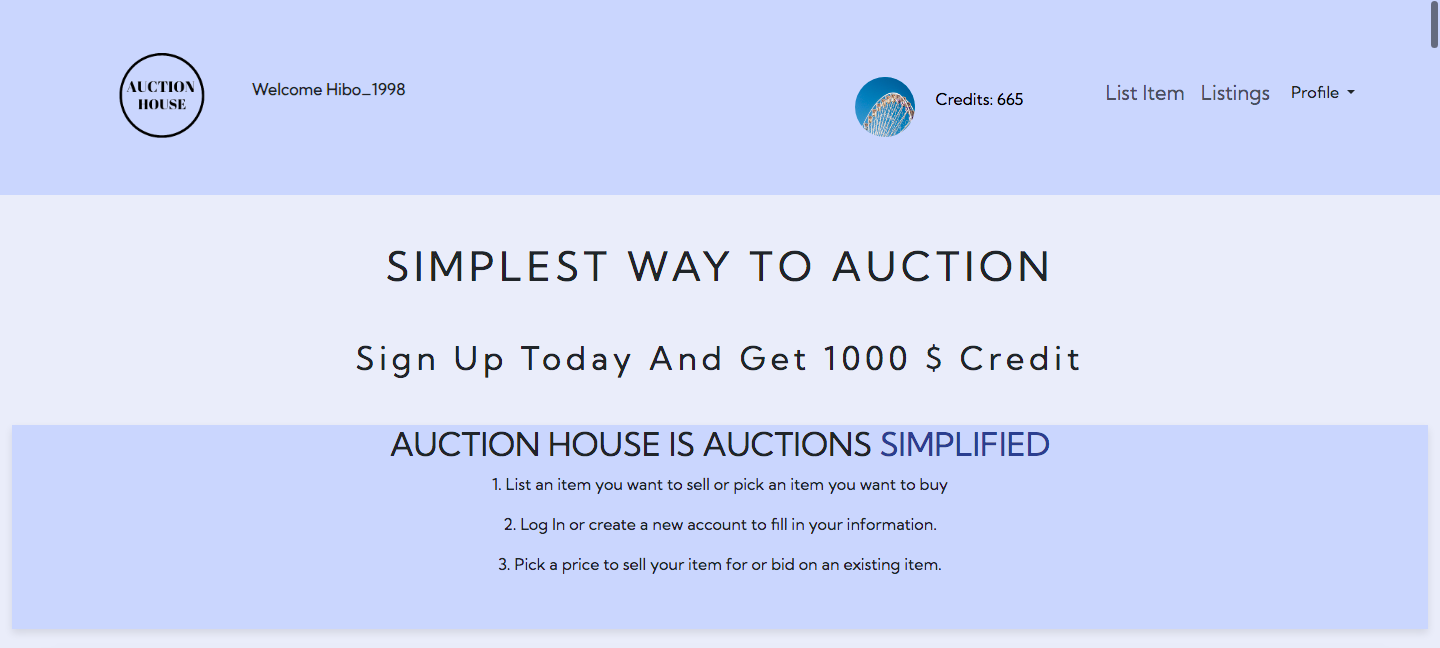 AUCTION
HOUSE
Welcome Hibo_1998
Credits: 665
List Item
Listings
Profile
SIMPLEST WAY TO AUCTION
Sign Up Today And Get 1000 $ Credit
AUCTION HOUSE IS AUCTIONS SIMPLIFIED
1. List an item you want to sell or pick an item you want to buy
2. Log In or create a new account to fill in your information.
3. Pick a price to sell your item for or bid on an existing item.